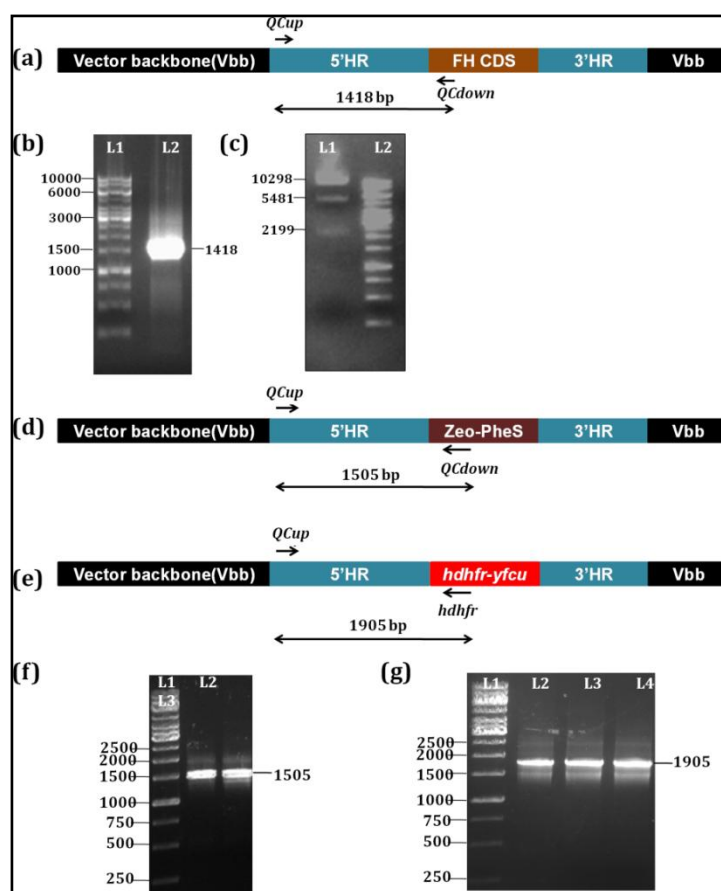 QCup
(a) Vector backbone(Vbb) 5'HR FH CDS 3'HR Vbb
QCdown
1418 bp
(b) L1 L2
10000
6000
3000
1500
1000
1418
(c) L1 L2
10298
5481
2199
QCup
(d) Vector backbone(Vbb) 5'HR Zeo-PheS 3'HR Vbb
QCdown
1505 bp
QCup
(e) Vector backbone(Vbb) 5'HR hdhfr-yfcu 3'HR Vbb
hdhfr
1905 bp
(f) L1 L2
L3
2500
2000
1500
1000
750
500
250
1505
(g) L1 L2 L3 L4
2500
2000
1500
1000
750
500
250
1905